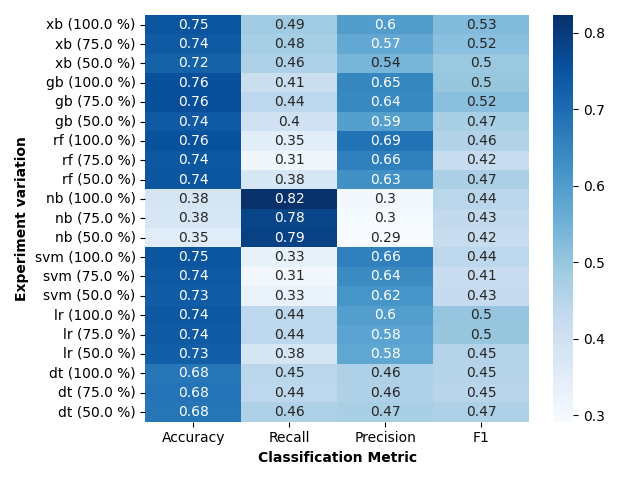 xb (100.0 %) 0.75 0.49 0.6 0.53
xb (75.0 %) 0.74 0.48 0.57 0.52
xb (50.0 %) 0.72 0.46 0.54 0.5
gb (100.0 %) 0.76 0.41 0.65 0.5
gb (75.0 %) 0.76 0.44 0.64 0.52
gb (50.0 %) 0.74 0.4 0.59 0.47
rf (100.0 %) 0.76 0.35 0.69 0.46
rf (75.0 %) 0.74 0.31 0.66 0.42
rf (50.0 %) 0.74 0.38 0.63 0.47
nb (100.0 %) 0.38 0.82 0.3 0.44
nb (75.0 %) 0.38 0.78 0.3 0.43
nb (50.0 %) 0.35 0.79 0.29 0.42
svm (100.0 %) 0.75 0.33 0.66 0.44
svm (75.0 %) 0.74 0.31 0.64 0.41
svm (50.0 %) 0.73 0.33 0.62 0.43
lr (100.0 %) 0.74 0.44 0.6 0.5
lr (75.0 %) 0.74 0.44 0.58 0.5
lr (50.0 %) 0.73 0.38 0.58 0.45
dt (100.0 %) 0.68 0.45 0.46 0.45
dt (75.0 %) 0.68 0.44 0.46 0.45
dt (50.0 %) 0.68 0.46 0.47 0.47
Accuracy Recall Precision F1
Classification Metric
Experiment variation
0.8
0.7
0.6
0.5
0.4
0.3